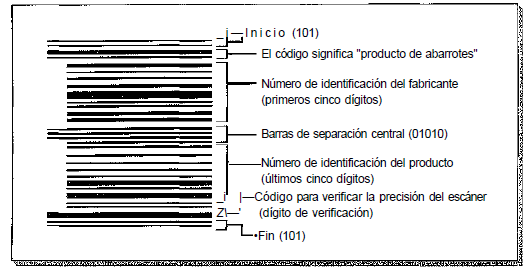 Inicio (101)
El código significa "producto de abarrotes"
Número de identificación del fabricante
(primeros cinco dígitos)
Barras de separación central (01010)
Número de identificación del producto
(últimos cinco dígitos)
Código para verificar la precisión del escáner
(dígito de verificación)
•Fin (101)